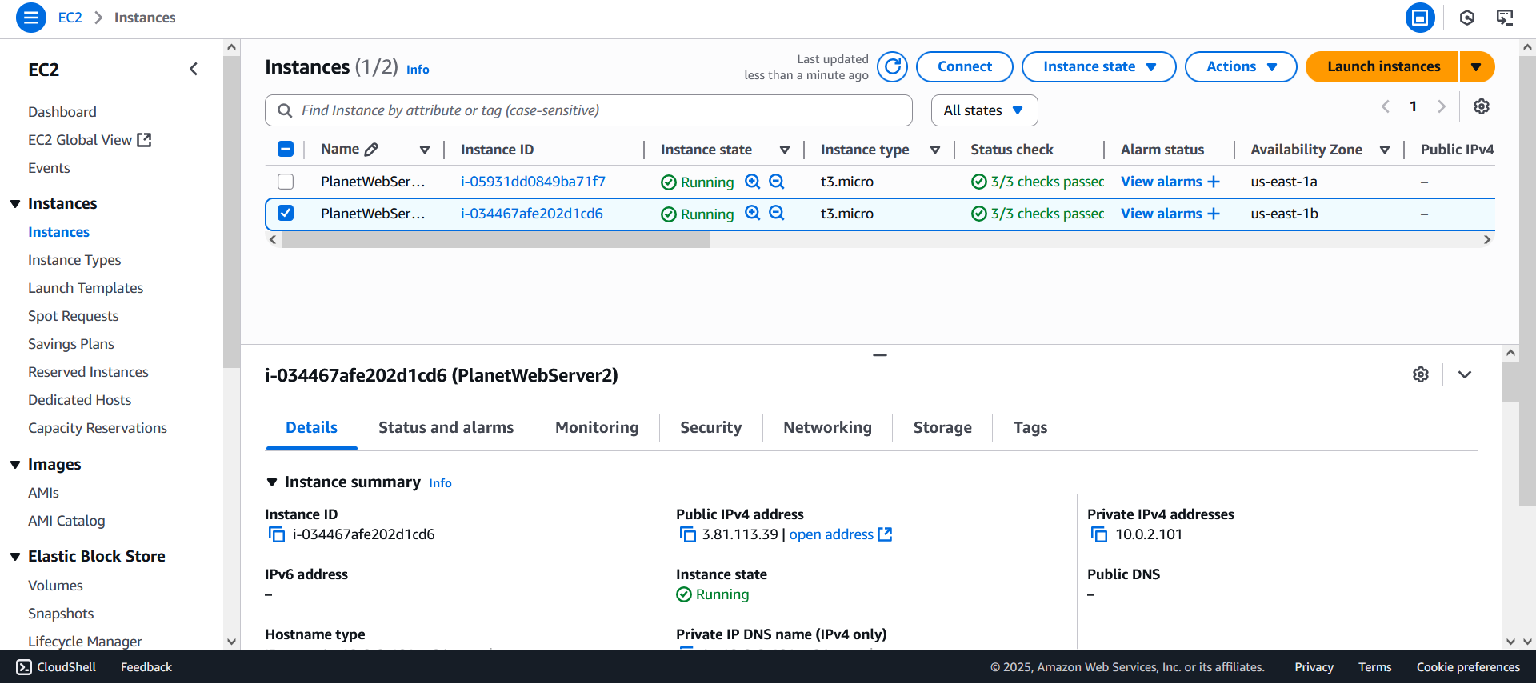 EC2 > Instances
EC2
Dashboard
EC2 Global View
Events
Instances
Instances
Instance Types
Launch Templates
Spot Requests
Savings Plans
Reserved Instances
Dedicated Hosts
Capacity Reservations
Images
AMIs
AMI Catalog
Elastic Block Store
Volumes
Snapshots
Lifecycle Manager
Instances (1/2) Info
Last updated
less than a minute ago
Connect Instance state Actions Launch instances
Find Instance by attribute or tag (case-sensitive) All states 1
Name Instance ID Instance state Instance type Status check Alarm status Availability Zone Public IPv4
PlanetWebSer... i-05931dd0849ba71f7 Running t3.micro 3/3 checks passec View alarms + us-east-1a –
PlanetWebSer... i-034467afe202d1cd6 Running t3.micro 3/3 checks passec View alarms + us-east-1b –
i-034467afe202d1cd6 (PlanetWebServer2)
Details Status and alarms Monitoring Security Networking Storage Tags
Instance summary Info
Instance ID
i-034467afe202d1cd6
Public IPv4 address
3.81.113.39 | open address
Private IPv4 addresses
10.0.2.101
IPv6 address
–
Instance state
Running
Public DNS
–
Hostname type
Private IP DNS name (IPv4 only)
CloudShell Feedback © 2025, Amazon Web Services, Inc. or its affiliates. Privacy Terms Cookie preferences